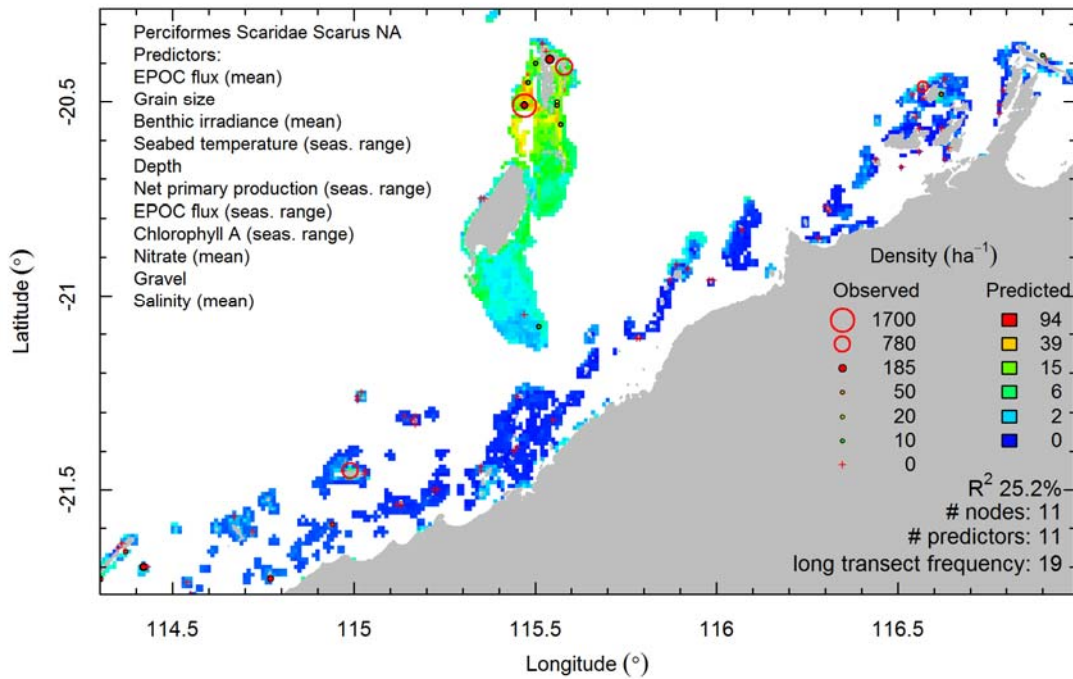 Perciformes Scaridae Scarus NA
Predictors:
EPOC flux (mean)
Grain size
Benthic irradiance (mean)
Seabed temperature (seas. range)
Depth
Net primary production (seas. range)
EPOC flux (seas. range)
Chlorophyll A (seas. range)
Nitrate (mean)
Gravel
Salinity (mean)
-20.5
-21
-21.5
Latitude (°)
Density (ha⁻¹)
Observed Predicted
1700 94
780 39
185 15
50 6
20 2
10 0
0
R² 25.2%
# nodes: 11
# predictors: 11
long transect frequency: 19
114.5 115 115.5 116 116.5
Longitude (°)